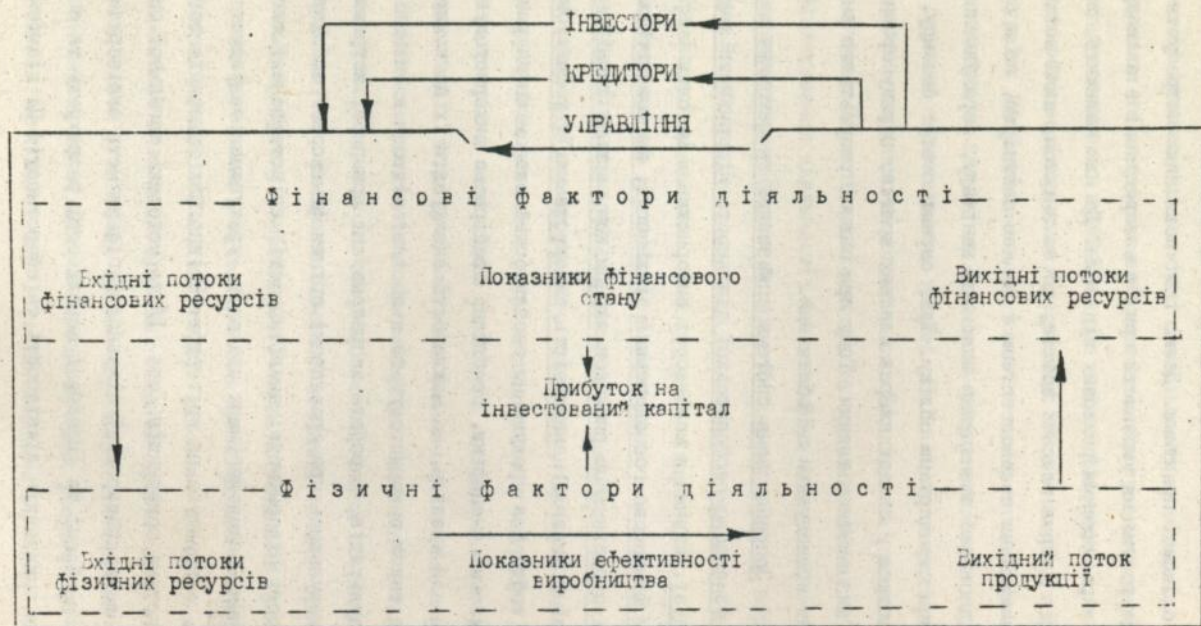 ІНВЕСТОРИ
КРЕДИТОРИ
УПРАВЛІННЯ
Фінансові фактори діяльності
Вхідні потоки
фінансових ресурсів
Показники фінансового
стану
Вихідні потоки
фінансових ресурсів
Прибуток на
інвестований капітал
Фізичні фактори діяльності
Вхідні потоки
фізичних ресурсів
Показники ефективності
виробництва
Вихідний поток
продукції